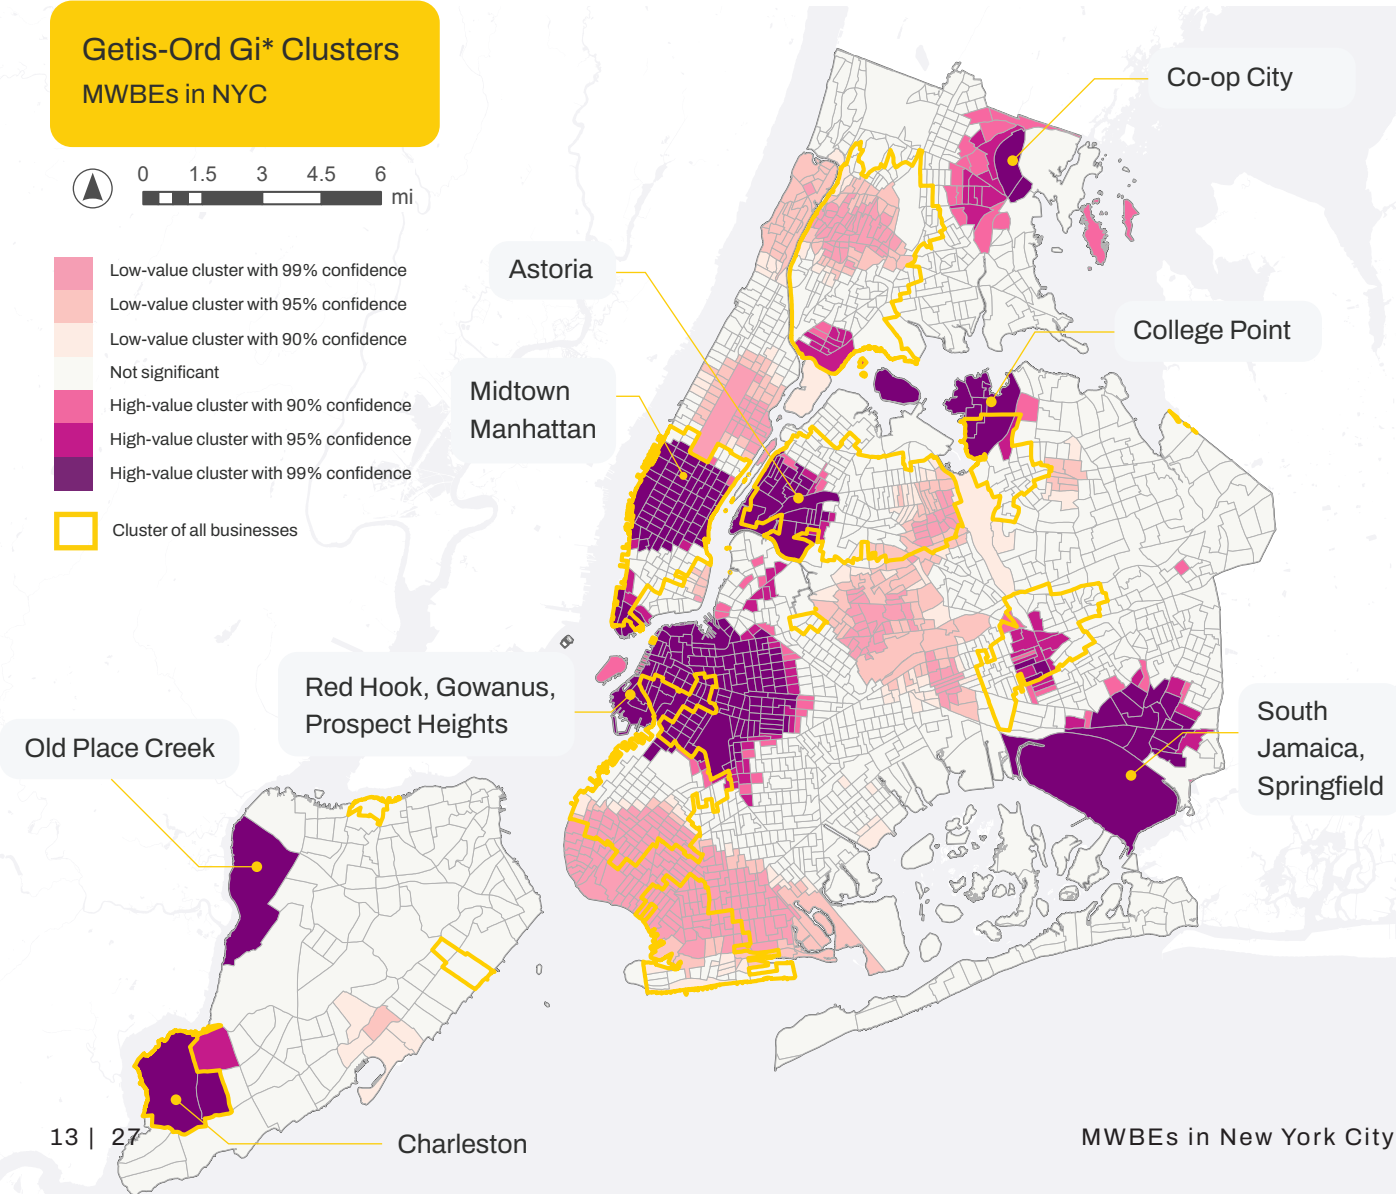 Getis-Ord Gi* Clusters
MWBEs in NYC
0 1.5 3 4.5 6
mi
Low-value cluster with 99% confidence
Low-value cluster with 95% confidence
Low-value cluster with 90% confidence
Not significant
High-value cluster with 90% confidence
High-value cluster with 95% confidence
High-value cluster with 99% confidence
Cluster of all businesses
Co-op City
Astoria
College Point
Midtown
Manhattan
Red Hook, Gowanus,
Prospect Heights
Old Place Creek
South
Jamaica,
Springfield
Charleston
13 | 27
MWBEs in New York City